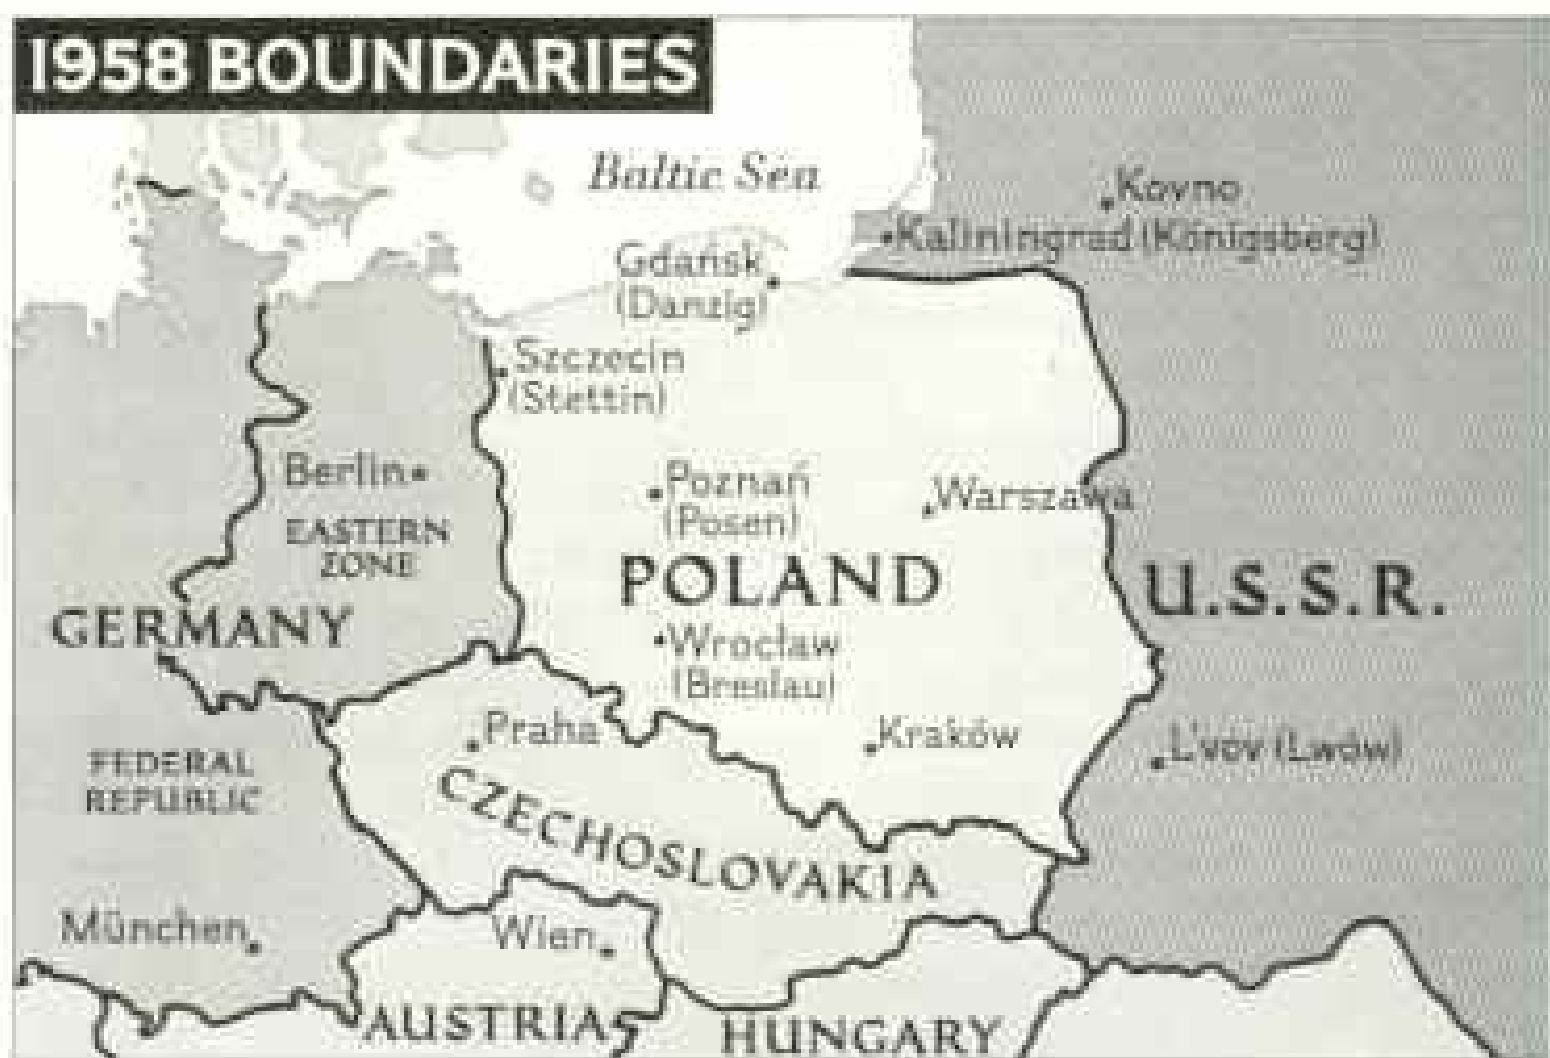 1958 BOUNDARIES
Baltic Sea
Kovno
Kaliningrad (Königsberg)
Gdańsk
(Danzig)
Szczecin
(Stettin)
Berlin
EASTERN
ZONE
Poznań
(Posen)
Warszawa
POLAND
U.S.S.R.
GERMANY
Wrocław
(Breslau)
Praha
Kraków
L'vov (Lwów)
FEDERAL
REPUBLIC
CZECHOSLOVAKIA
München
Wien
AUSTRIA
HUNGARY